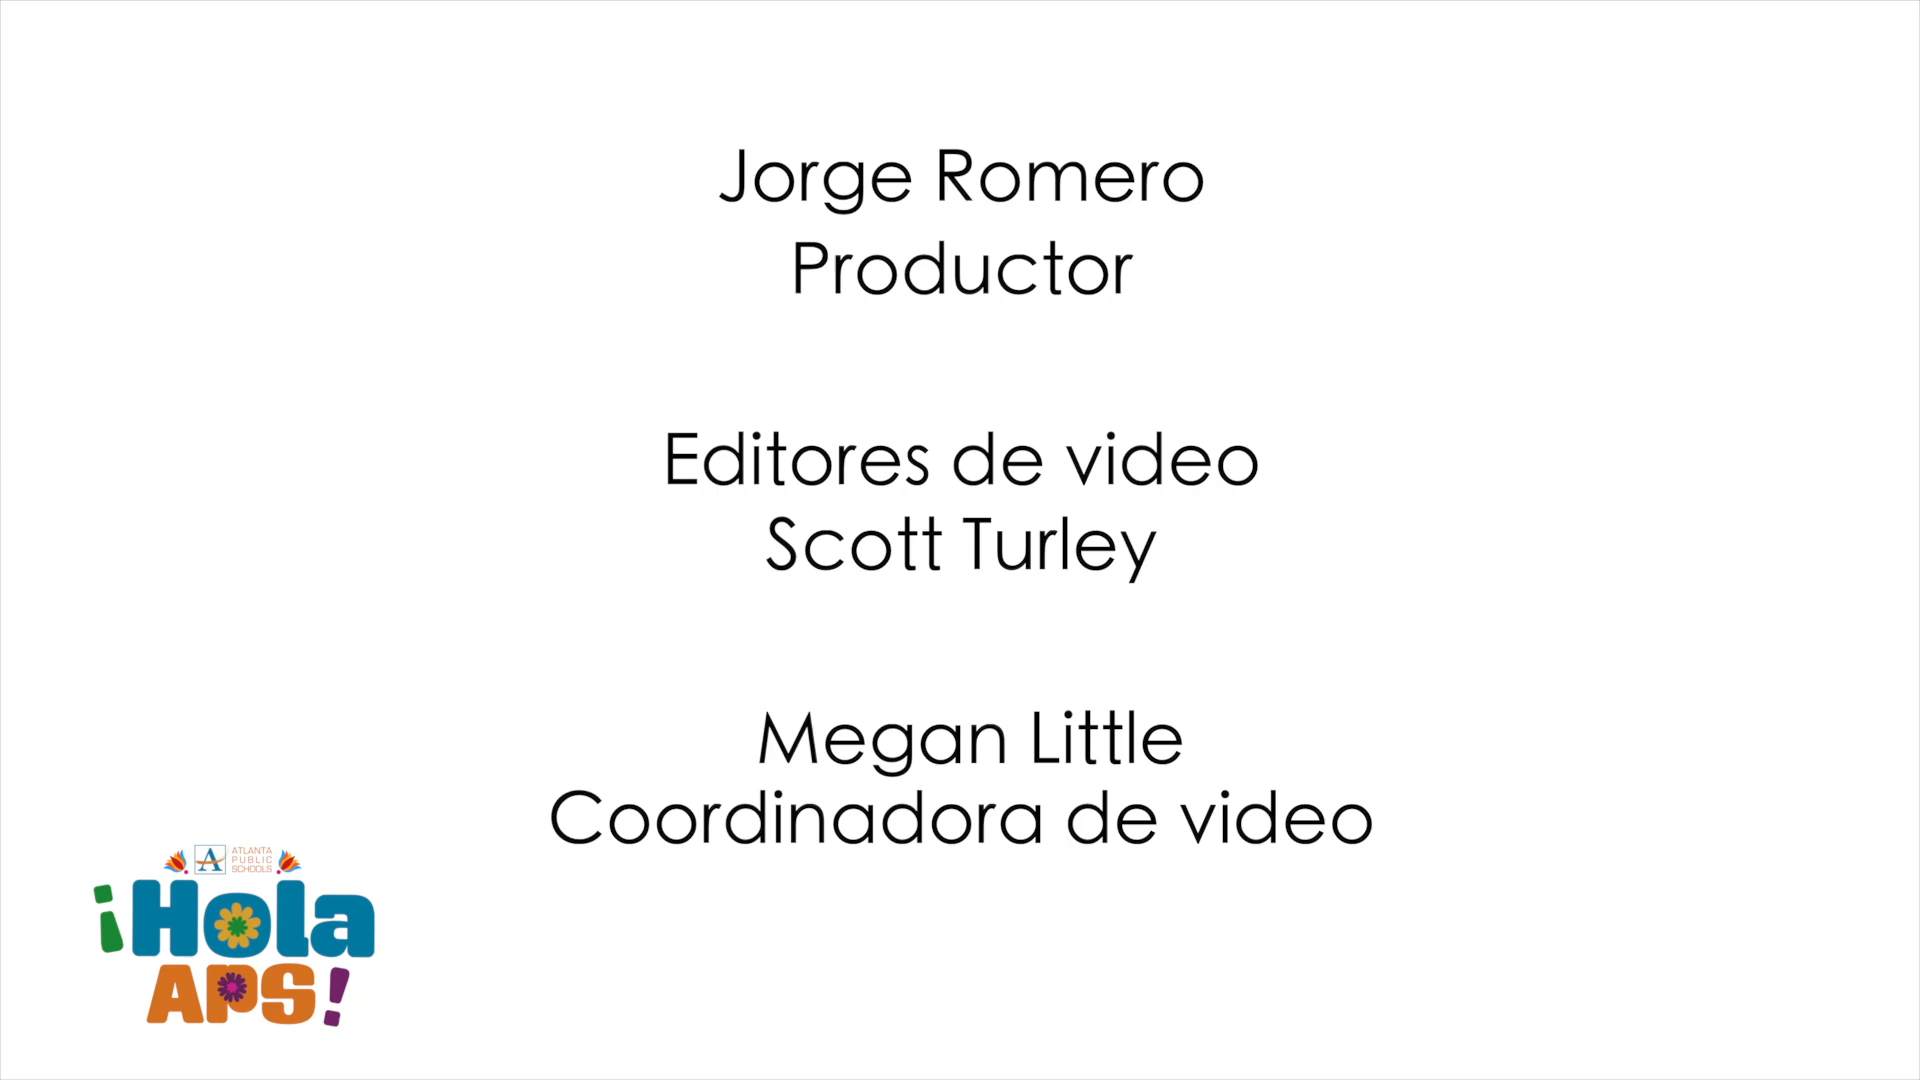 Jorge Romero
Productor
Editores de video
Scott Turley
Megan Little
Coordinadora de video
A ATLANTA
PUBLIC
SCHOOLS
¡Hola
APS!